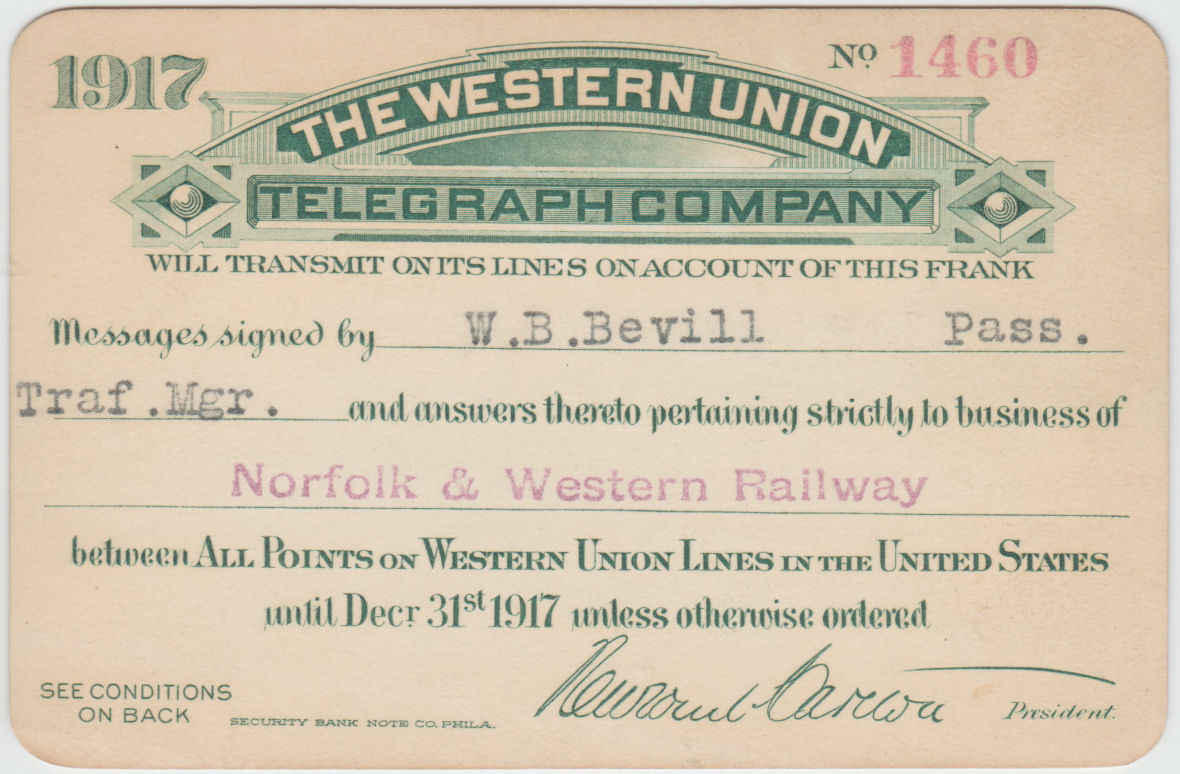 1917
No. 1460
THE WESTERN UNION
TELEGRAPH COMPANY
WILL TRANSMIT ON ITS LINES ON ACCOUNT OF THIS FRANK
Messages signed by W.B.Bevill Pass.
Traf.Mgr. and answers thereto pertaining strictly to business of
Norfolk & Western Railway
between ALL POINTS ON WESTERN UNION LINES IN THE UNITED STATES
until Decr. 31st 1917 unless otherwise ordered
Newcomb Carlton
President.
SEE CONDITIONS
ON BACK
SECURITY BANK NOTE CO. PHILA.